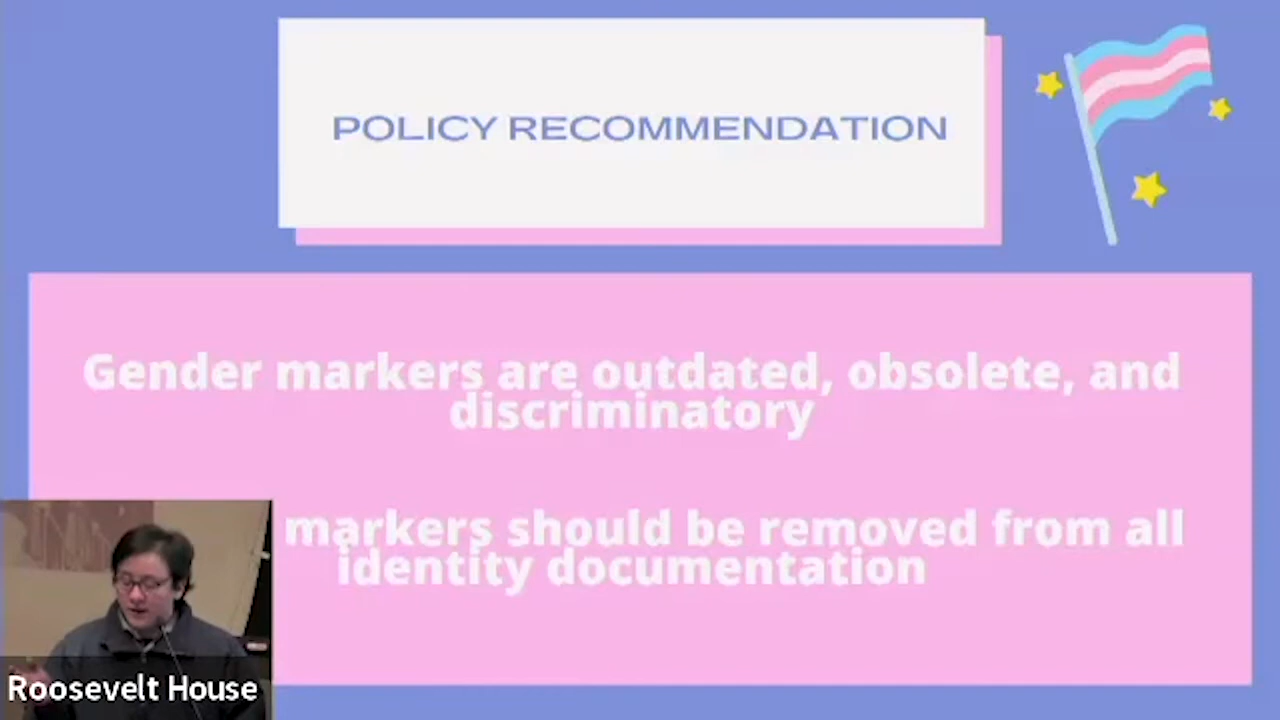 POLICY RECOMMENDATION
Gender markers are outdated, obsolete, and
discriminatory
markers should be removed from all
identity documentation
Roosevelt House